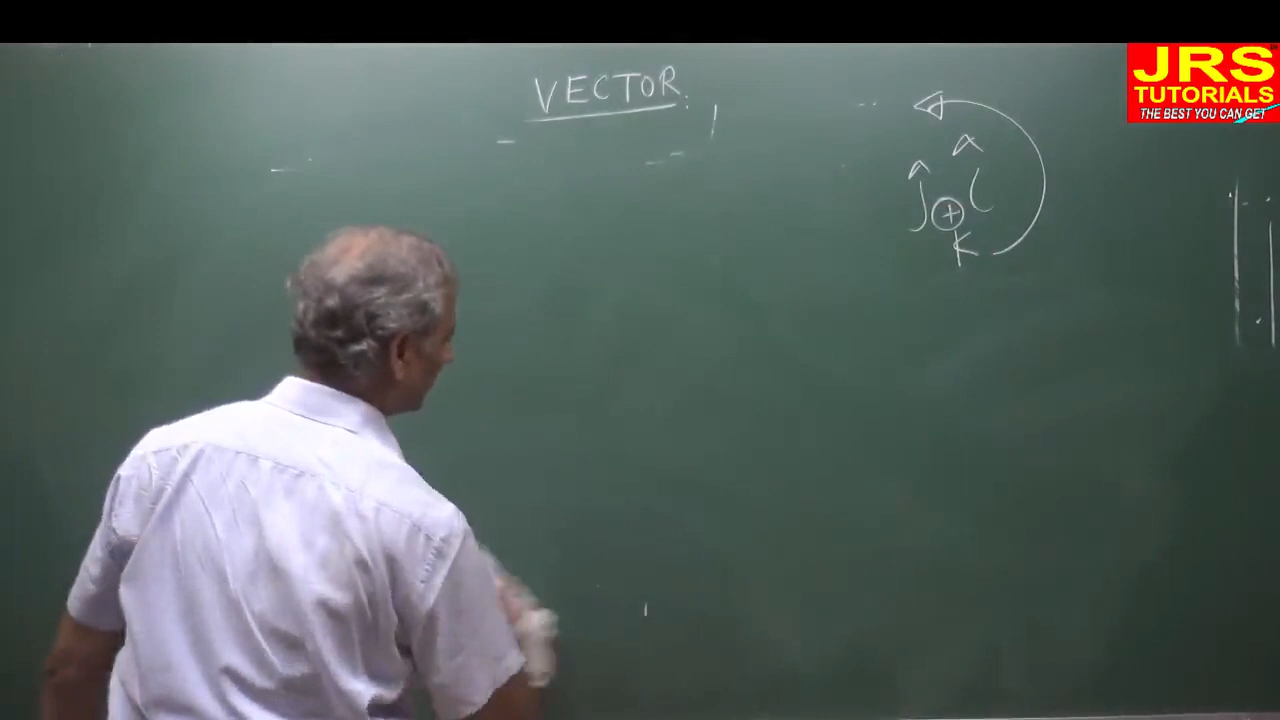 VECTOR:
JRS
TUTORIALS
THE BEST YOU CAN GET
ĵ î
+
k